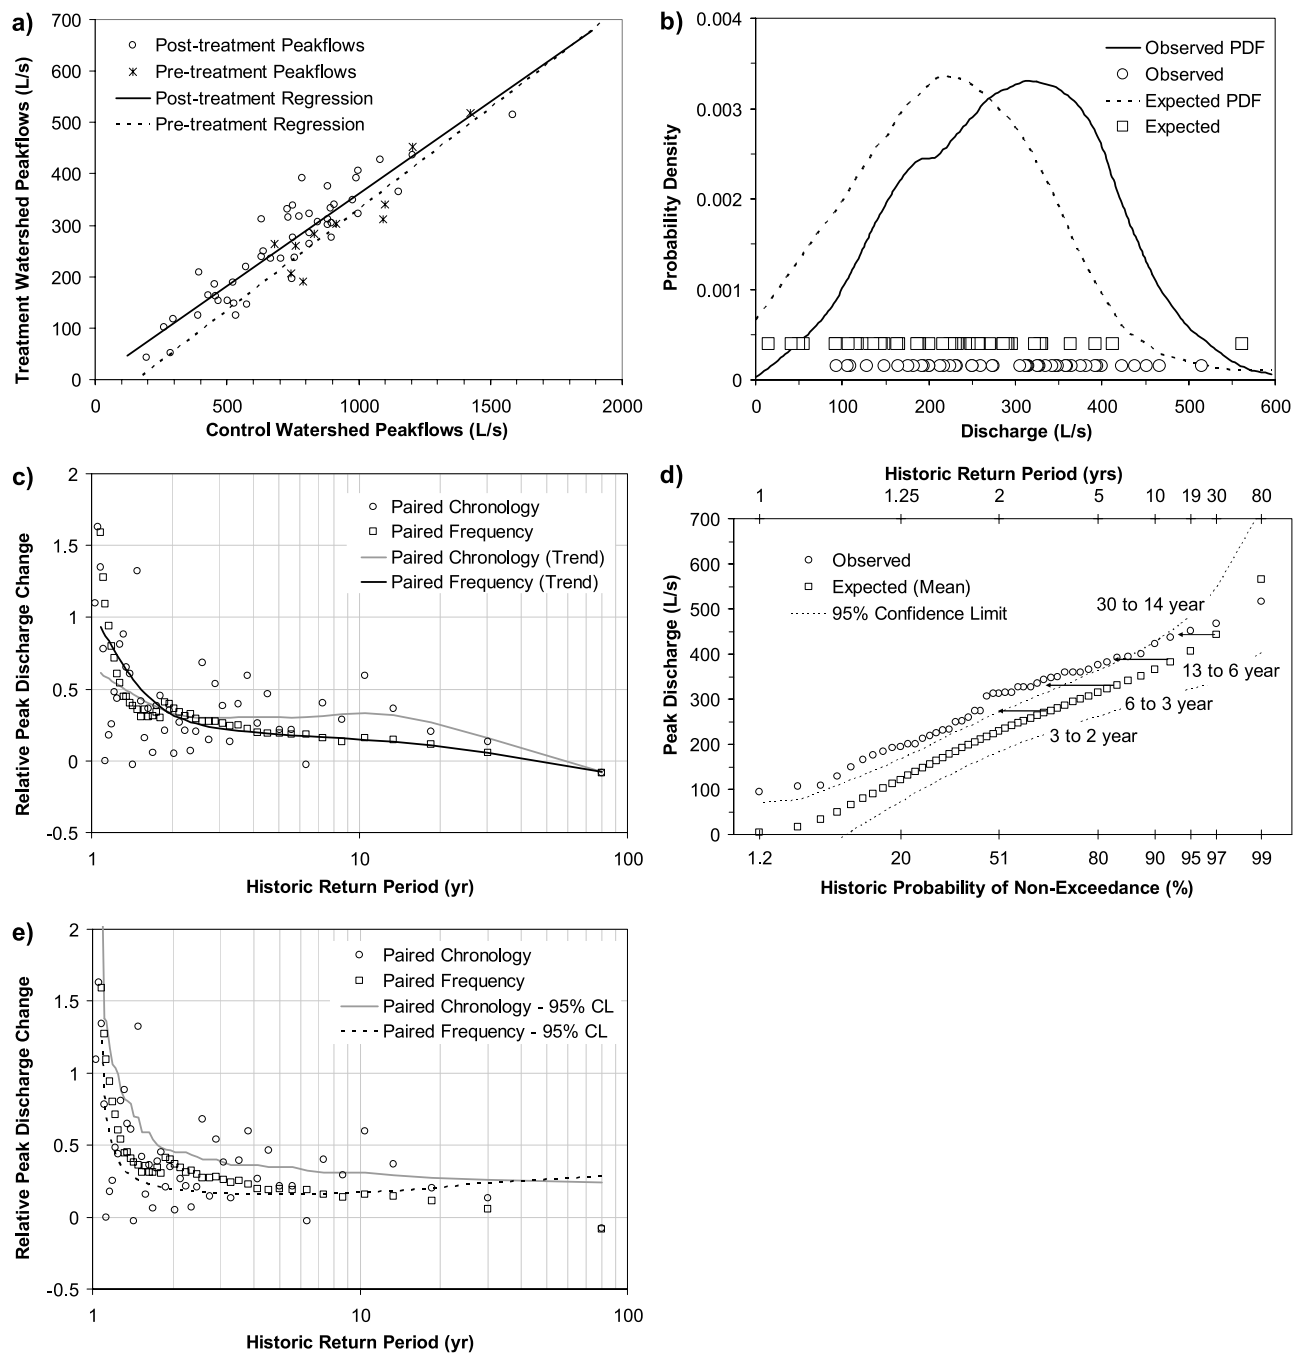 a)
Treatment Watershed Peakflows (L/s)
700
600
500
400
300
200
100
0
Post-treatment Peakflows
Pre-treatment Peakflows
Post-treatment Regression
Pre-treatment Regression
0 500 1000 1500 2000
Control Watershed Peakflows (L/s)
b)
Probability Density
0.004
0.003
0.002
0.001
0
Observed PDF
Observed
Expected PDF
Expected
0 100 200 300 400 500 600
Discharge (L/s)
c)
Relative Peak Discharge Change
2
1.5
1
0.5
0
-0.5
Paired Chronology
Paired Frequency
Paired Chronology (Trend)
Paired Frequency (Trend)
1 10 100
Historic Return Period (yr)
d)
Historic Return Period (yrs)
1 1.25 2 5 10 19 30 80
Peak Discharge (L/s)
700
600
500
400
300
200
100
0
Observed
Expected (Mean)
95% Confidence Limit
30 to 14 year
13 to 6 year
6 to 3 year
3 to 2 year
1.2 20 51 80 90 95 97 99
Historic Probability of Non-Exceedance (%)
e)
Relative Peak Discharge Change
2
1.5
1
0.5
0
-0.5
Paired Chronology
Paired Frequency
Paired Chronology - 95% CL
Paired Frequency - 95% CL
1 10 100
Historic Return Period (yr)